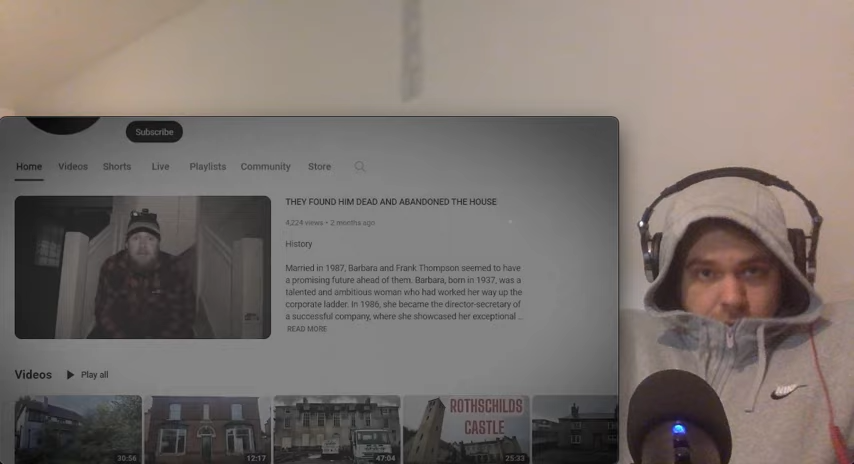 Subscribe
Home Videos Shorts Live Playlists Community Store
THEY FOUND HIM DEAD AND ABANDONED THE HOUSE
4,224 views • 2 months ago
History
Married in 1987, Barbara and Frank Thompson seemed to have
a promising future ahead of them. Barbara, born in 1937, was a
talented and ambitious woman who had worked her way up the
corporate ladder. In 1986, she became the director-secretary of
a successful company, where she showcased her exceptional ...
READ MORE
Videos Play all
ROTHSCHILDS
CASTLE
30:56 12:17 47:04 25:33